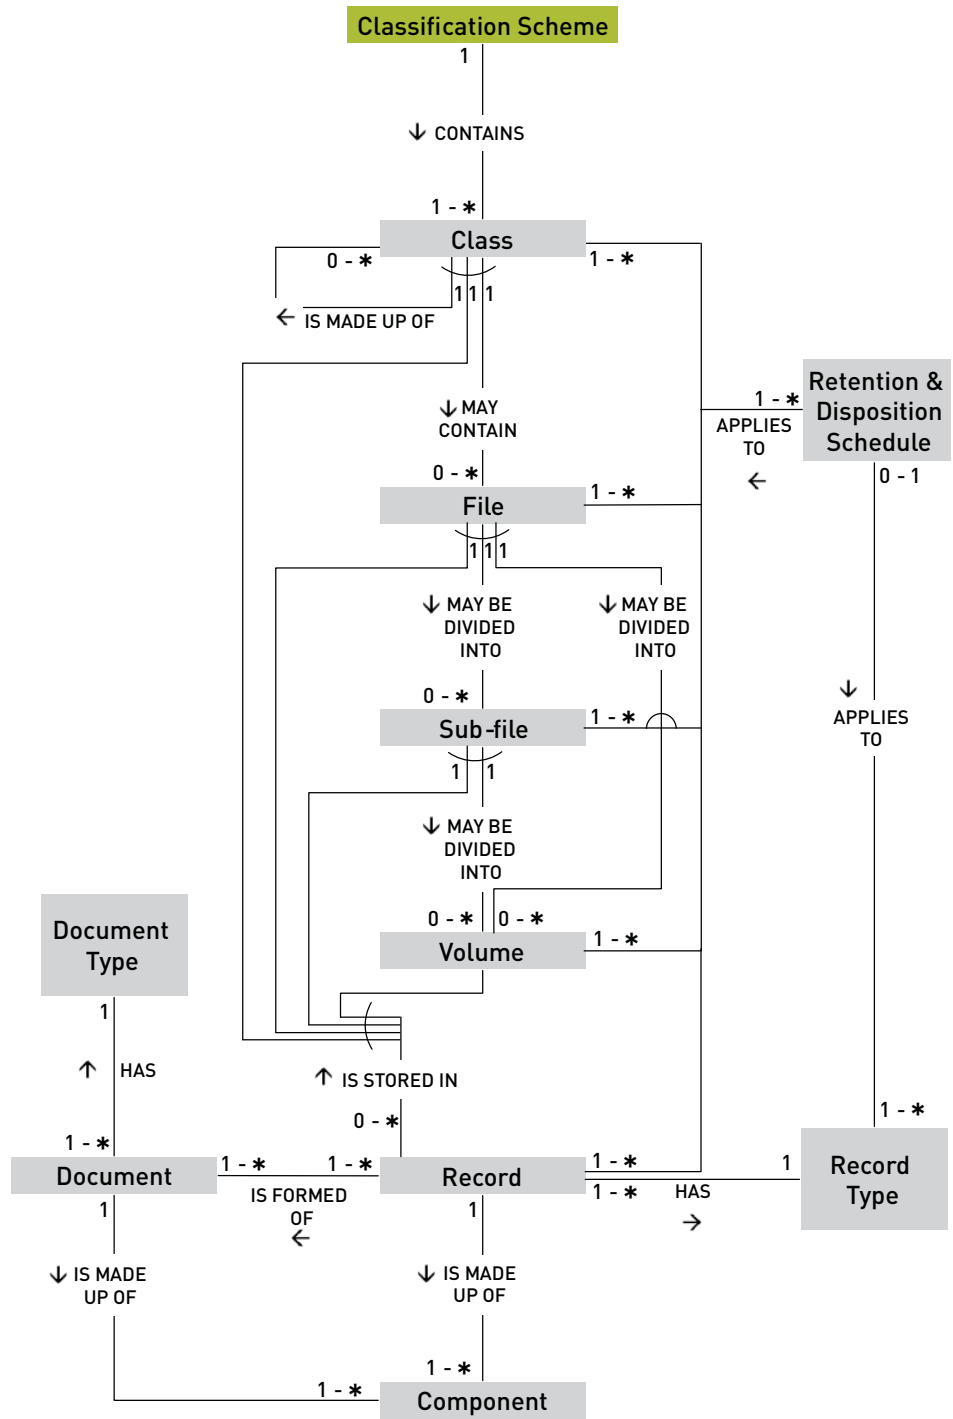 Classification Scheme
1
CONTAINS
1 - *
Class
0 - *
1 - *
1 1 1
IS MADE UP OF
MAY
CONTAIN
0 - *
File
1 - *
1 1 1
Retention &
Disposition
Schedule
1 - *
APPLIES
TO
0 - 1
MAY BE
DIVIDED
INTO
MAY BE
DIVIDED
INTO
0 - *
Sub-file
1 - *
1 1
APPLIES
TO
MAY BE
DIVIDED
INTO
0 - *
0 - *
Volume
1 - *
Document
Type
1
HAS
1 - *
IS STORED IN
0 - *
1 - *
Document
1 - *
1 - *
IS FORMED
OF
Record
1 - *
1 - *
HAS
1
Record
Type
1
IS MADE
UP OF
1
IS MADE
UP OF
1 - *
1 - *
Component